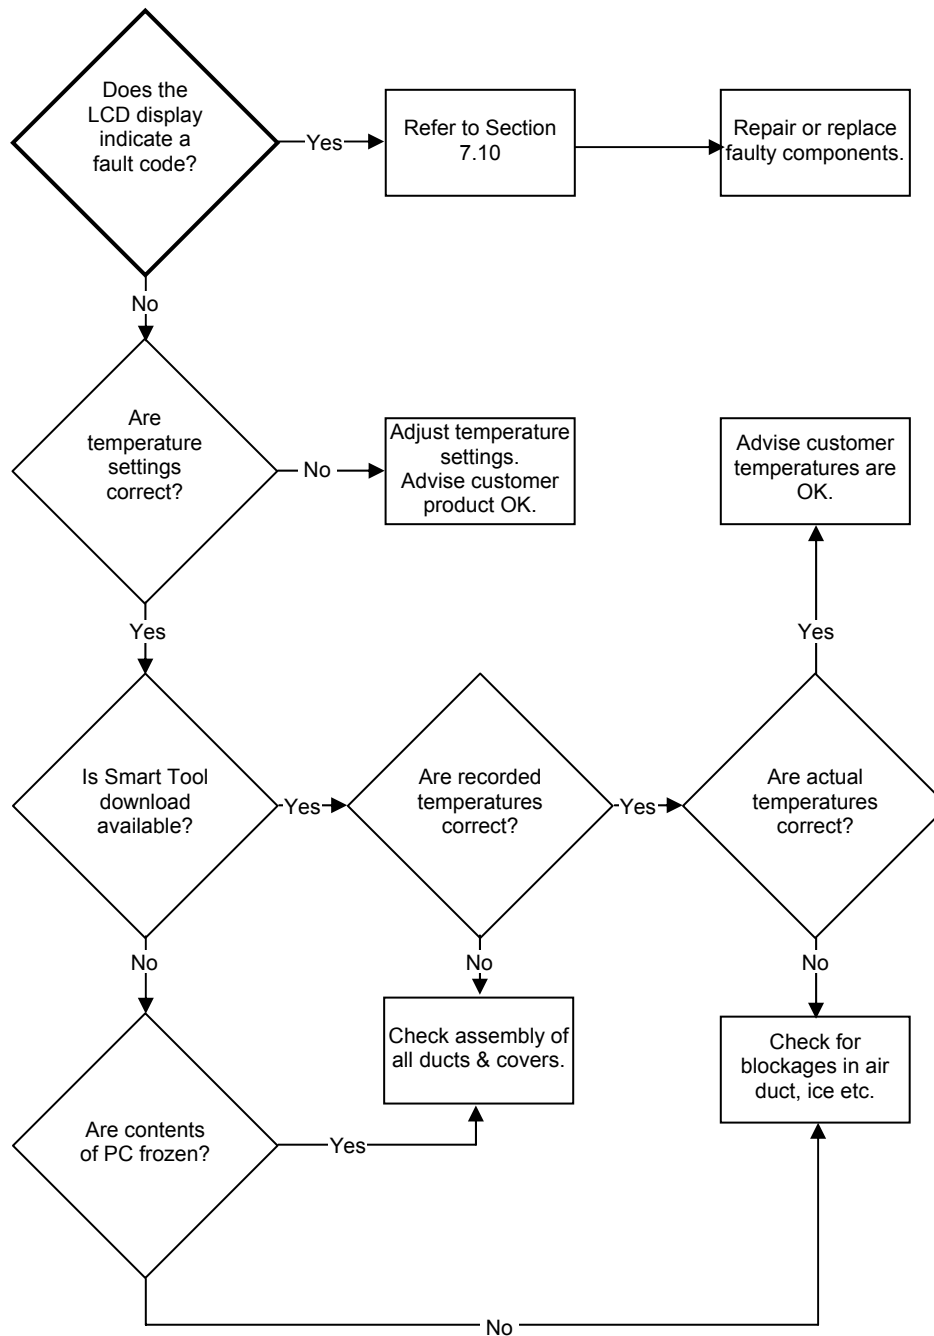 Does the
LCD display
indicate a
fault code?
Yes
Refer to Section
7.10
Repair or replace
faulty components.
No
Are
temperature
settings
correct?
No
Adjust temperature
settings.
Advise customer
product OK.
Advise customer
temperatures are
OK.
Yes
Yes
Is Smart Tool
download
available?
Yes
Are recorded
temperatures
correct?
Yes
Are actual
temperatures
correct?
No
No
No
Check assembly of
all ducts & covers.
Check for
blockages in air
duct, ice etc.
Are contents
of PC frozen?
Yes
No